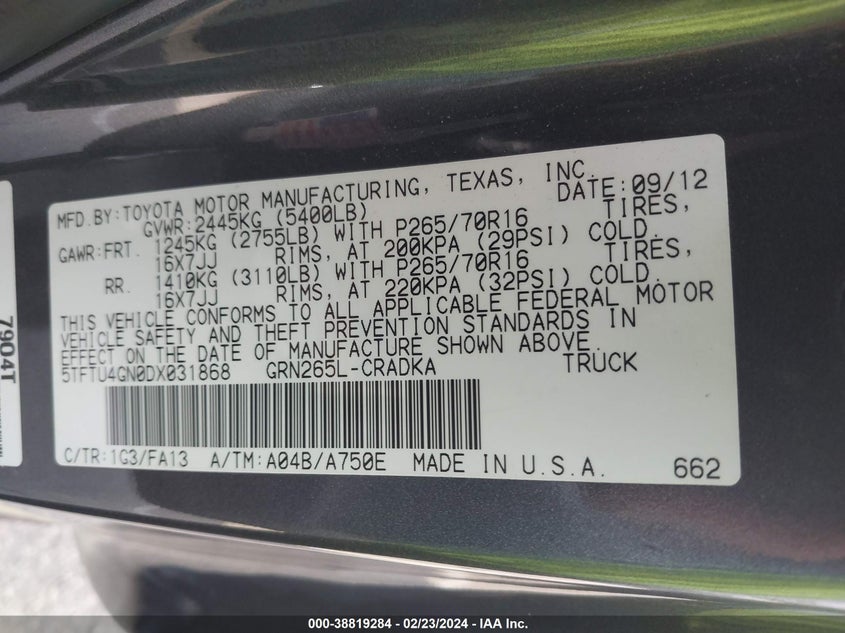 MFD.BY:TOYOTA MOTOR MANUFACTURING, TEXAS, INC.
DATE:09/12
GVWR:2445KG (5400LB)
GAWR:FRT. 1245KG (2755LB) WITH P265/70R16 TIRES,
16X7JJ RIMS, AT 200KPA (29PSI) COLD.
RR. 1410KG (3110LB) WITH P265/70R16 TIRES,
16X7JJ RIMS, AT 220KPA (32PSI) COLD.
THIS VEHICLE CONFORMS TO ALL APPLICABLE FEDERAL MOTOR
VEHICLE SAFETY AND THEFT PREVENTION STANDARDS IN
EFFECT ON THE DATE OF MANUFACTURE SHOWN ABOVE.
5TFTU4GN0DX031868 GRN265L-CRADKA TRUCK
C/TR:1G3/FA13 A/TM:A04B/A750E MADE IN U.S.A.
662
7904T
000-38819284 - 02/23/2024 - IAA Inc.